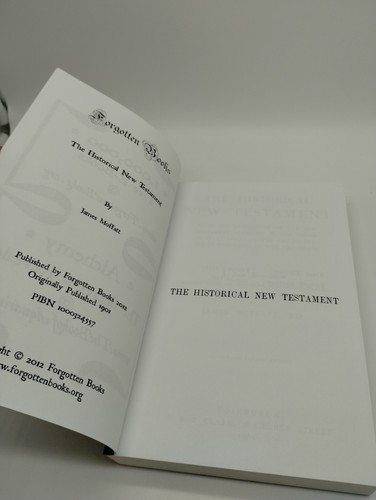 Forgotten Books
The Historical New Testament
By
James Moffatt
Published by Forgotten Books 2012
Originally Published 1901
PIBN 1000324557
ght © 2012 Forgotten Books
w.forgottenbooks.org
THE HISTORICAL NEW TESTAMENT